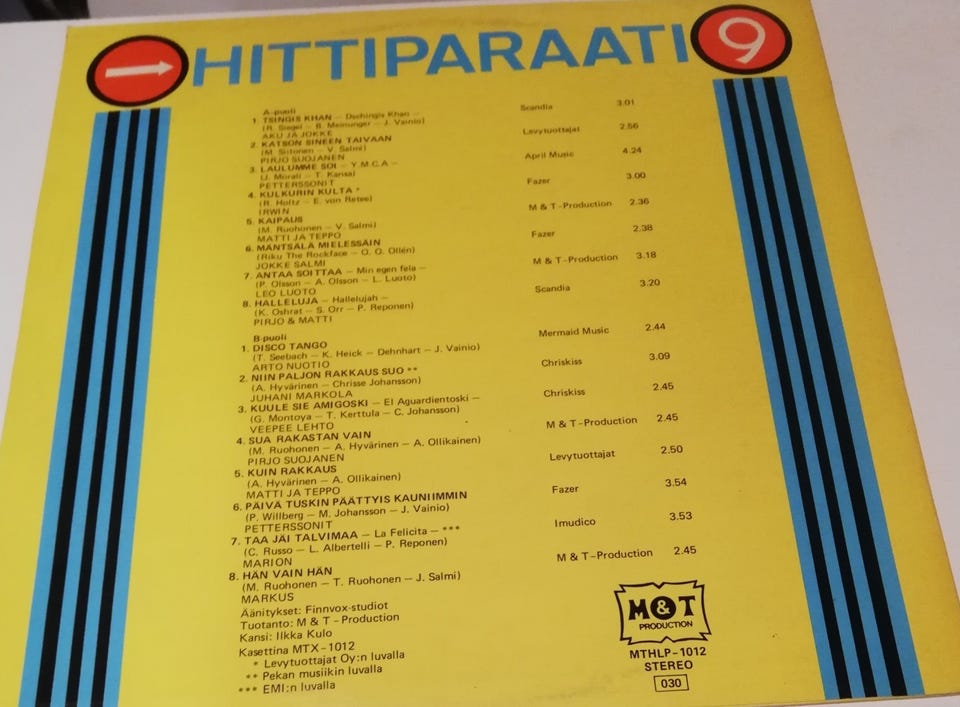 HITTIPARAATI 9
A-puoli
1. TSINGIS KHAN – Dschingis Khan – Scandia 3.01
(R. Siegel – B. Meinunger – J. Vainio)
AKU JA JOKKE
2. KATSON SINEEN TAIVAAN Levytuottajat 2.56
(M. Siitonen – V. Salmi)
PIRJO SUOJANEN
3. LAULUMME SOI – Y.M.C.A – April Music 4.24
(J. Morali – T. Kansa)
PETTERSSONIT
4. KULKURIN KULTA * Fazer 3.00
(R. Holtz – E. von Retee)
IRWIN
5. KAIPAUS M & T-Production 2.36
(M. Ruohonen – V. Salmi)
MATTI JA TEPPO
6. MÄNTSÄLÄ MIELESSÄIN Fazer 2.38
(Riku The Rockface – O. O. Ollén)
JOKKE SALMI
7. ANTAA SOITTAA – Min egen fela – M & T-Production 3.18
(P. Olsson – A. Olsson – L. Luoto)
LEO LUOTO
8. HALLELUJA – Hallelujah – Scandia 3.20
(K. Oshrat – S. Orr – P. Reponen)
PIRJO & MATTI
B-puoli
1. DISCO TANGO Mermaid Music 2.44
(T. Seebach – K. Heick – Dehnhart – J. Vainio)
ARTO NUOTIO
2. NIIN PALJON RAKKAUS SUO ** Chriskiss 3.09
(A. Hyvärinen – Chrisse Johansson)
JUHANI MARKOLA
3. KUULE SIE AMIGOSKI – El Aguardientoski – Chriskiss 2.45
(G. Montoya – T. Kerttula – C. Johansson)
VEEPEE LEHTO
4. SUA RAKASTAN VAIN M & T-Production 2.45
(M. Ruohonen – A. Hyvärinen – A. Ollikainen)
PIRJO SUOJANEN
5. KUIN RAKKAUS Levytuottajat 2.50
(A. Hyvärinen – A. Ollikainen)
MATTI JA TEPPO
6. PÄIVÄ TUSKIN PÄÄTTYIS KAUNIIMMIN Fazer 3.54
(P. Willberg – M. Johansson – J. Vainio)
PETTERSSONIT
7. TAA JÄI TALVIMAA – La Felicita – *** Imudico 3.53
(C. Russo – L. Albertelli – P. Reponen)
MARION
8. HÄN VAIN HÄN M & T-Production 2.45
(M. Ruohonen – T. Ruohonen – J. Salmi)
MARKUS
Äänitykset: Finnvox-studiot
Tuotanto: M & T - Production
Kansi: Ilkka Kulo
Kasettina MTX-1012
* Levytuottajat Oy:n luvalla
** Pekan musiikin luvalla
*** EMI:n luvalla
M&T
PRODUCTION
MTHLP-1012
STEREO
030